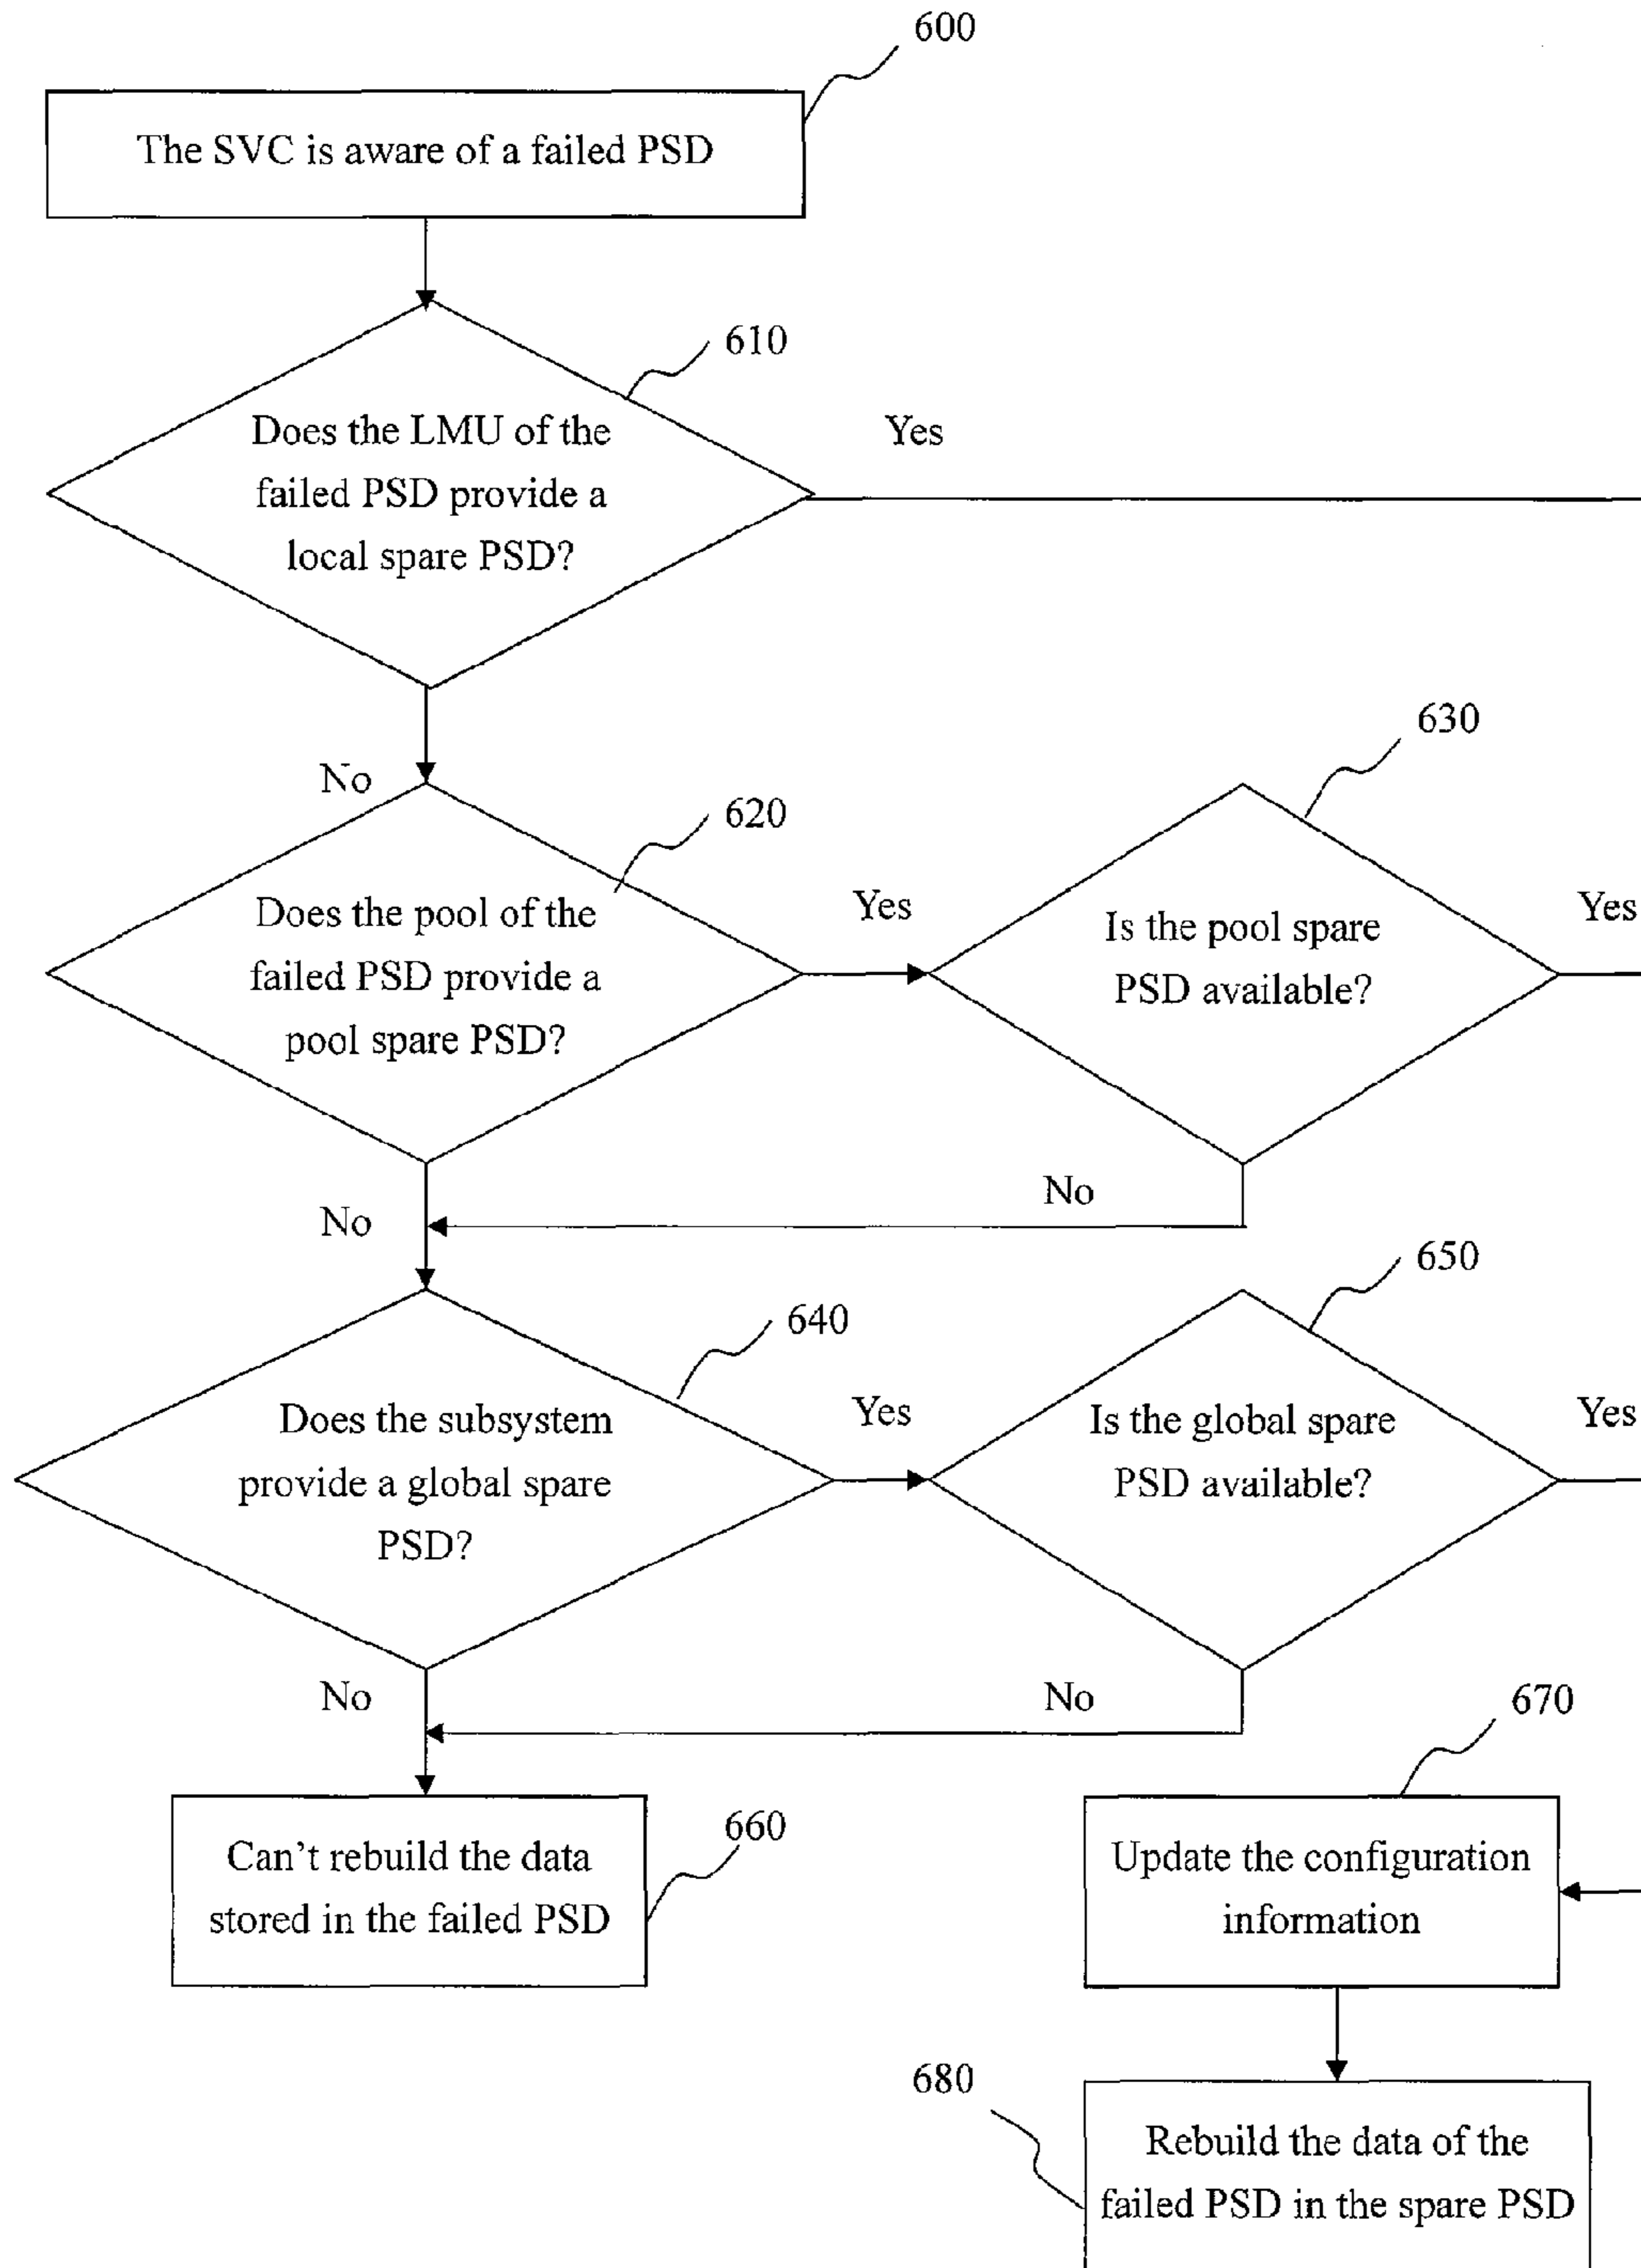 600
The SVC is aware of a failed PSD
610
Does the LMU of the
failed PSD provide a
local spare PSD?
Yes
No
630
620
Does the pool of the
failed PSD provide a
pool spare PSD?
Yes
Is the pool spare
PSD available?
Yes
No
No
650
640
Does the subsystem
provide a global spare
PSD?
Yes
Is the global spare
PSD available?
Yes
No
No
670
660
Can't rebuild the data
stored in the failed PSD
Update the configuration
information
680
Rebuild the data of the
failed PSD in the spare PSD